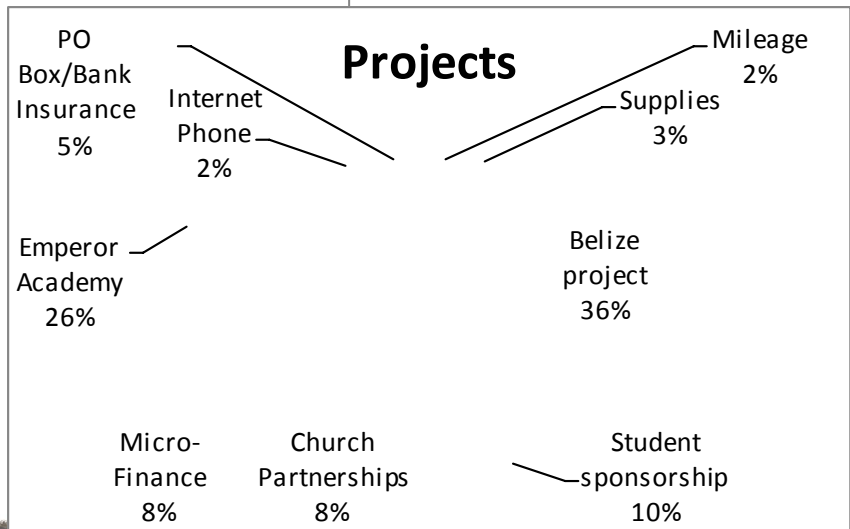 Projects
PO
Box/Bank
Insurance
5%
Internet
Phone
2%
Mileage
2%
Supplies
3%
Emperor
Academy
26%
Belize
project
36%
Micro-
Finance
8%
Church
Partnerships
8%
Student
sponsorship
10%